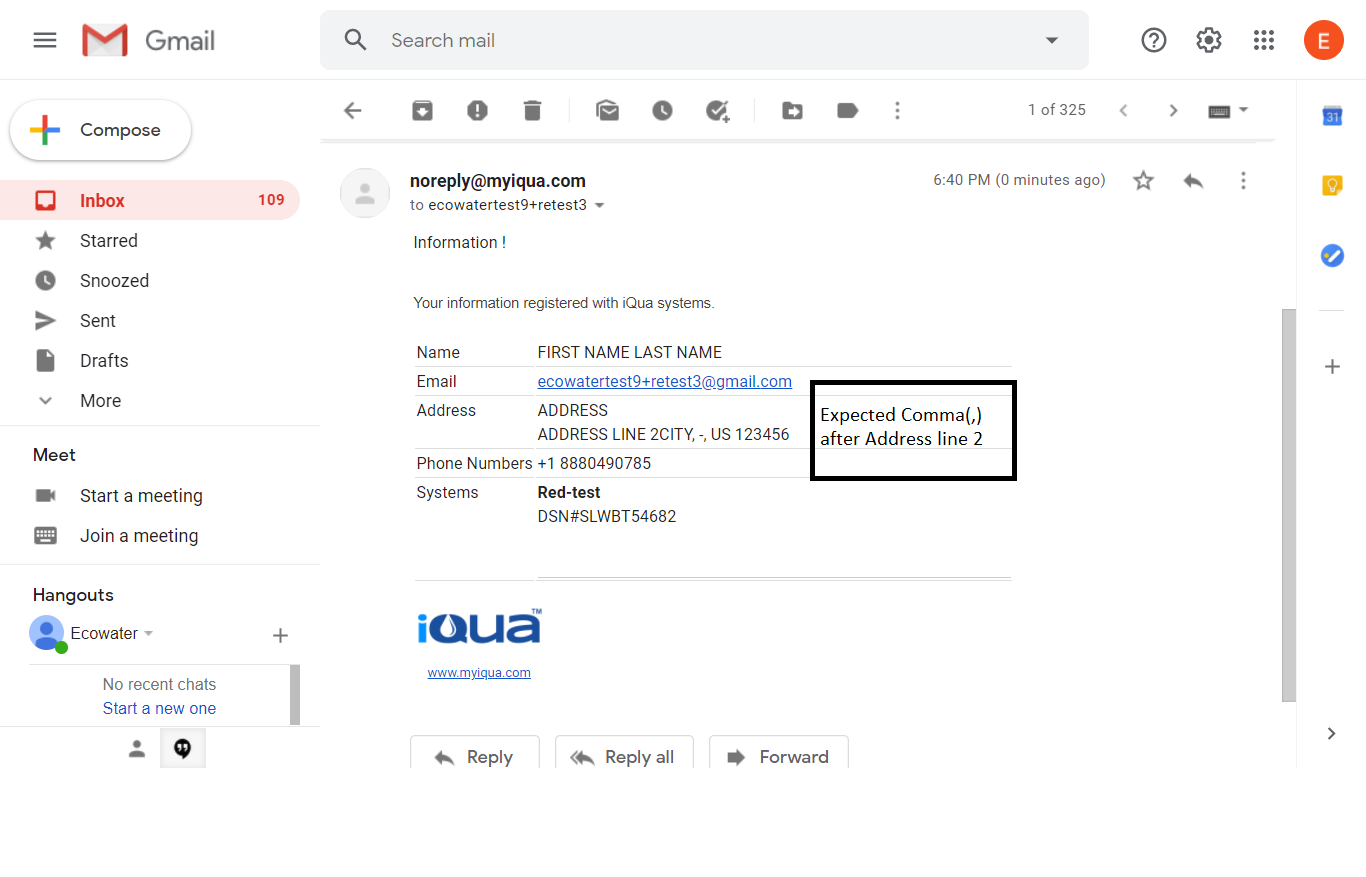 Gmail
Search mail
E
Compose
1 of 325
31
Inbox 109
Starred
Snoozed
Sent
Drafts
More
Meet
Start a meeting
Join a meeting
Hangouts
Ecowater
No recent chats
Start a new one
noreply@myiqua.com
6:40 PM (0 minutes ago)
to ecowatertest9+retest3
Information !
Your information registered with iQua systems.
Name FIRST NAME LAST NAME
Email ecowatertest9+retest3@gmail.com
Address ADDRESS
ADDRESS LINE 2CITY, -, US 123456
Expected Comma(,)
after Address line 2
Phone Numbers +1 8880490785
Systems Red-test
DSN#SLWBT54682
iQua™
www.myiqua.com
Reply Reply all Forward